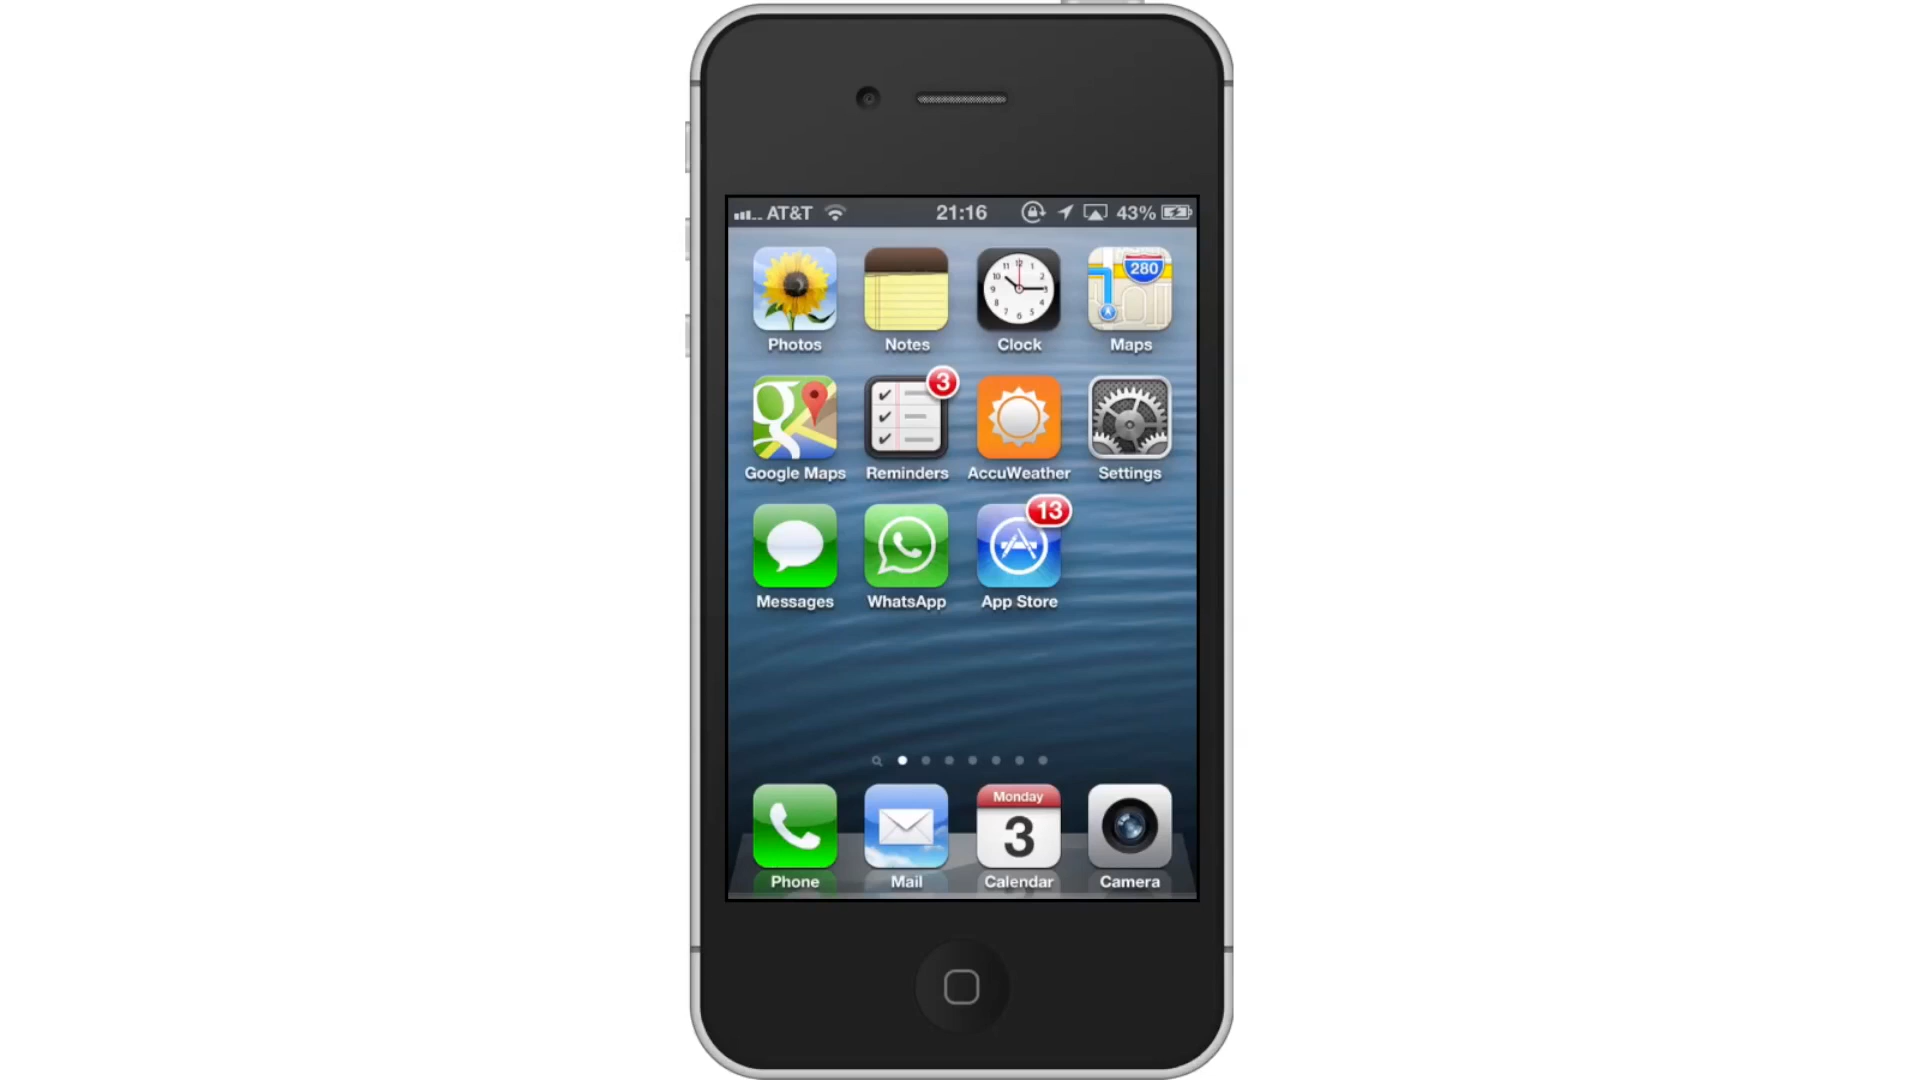 AT&T 21:16 43%
280
Photos Notes Clock Maps
3
Google Maps Reminders AccuWeather Settings
13
Messages WhatsApp App Store
Monday
3
Phone Mail Calendar Camera